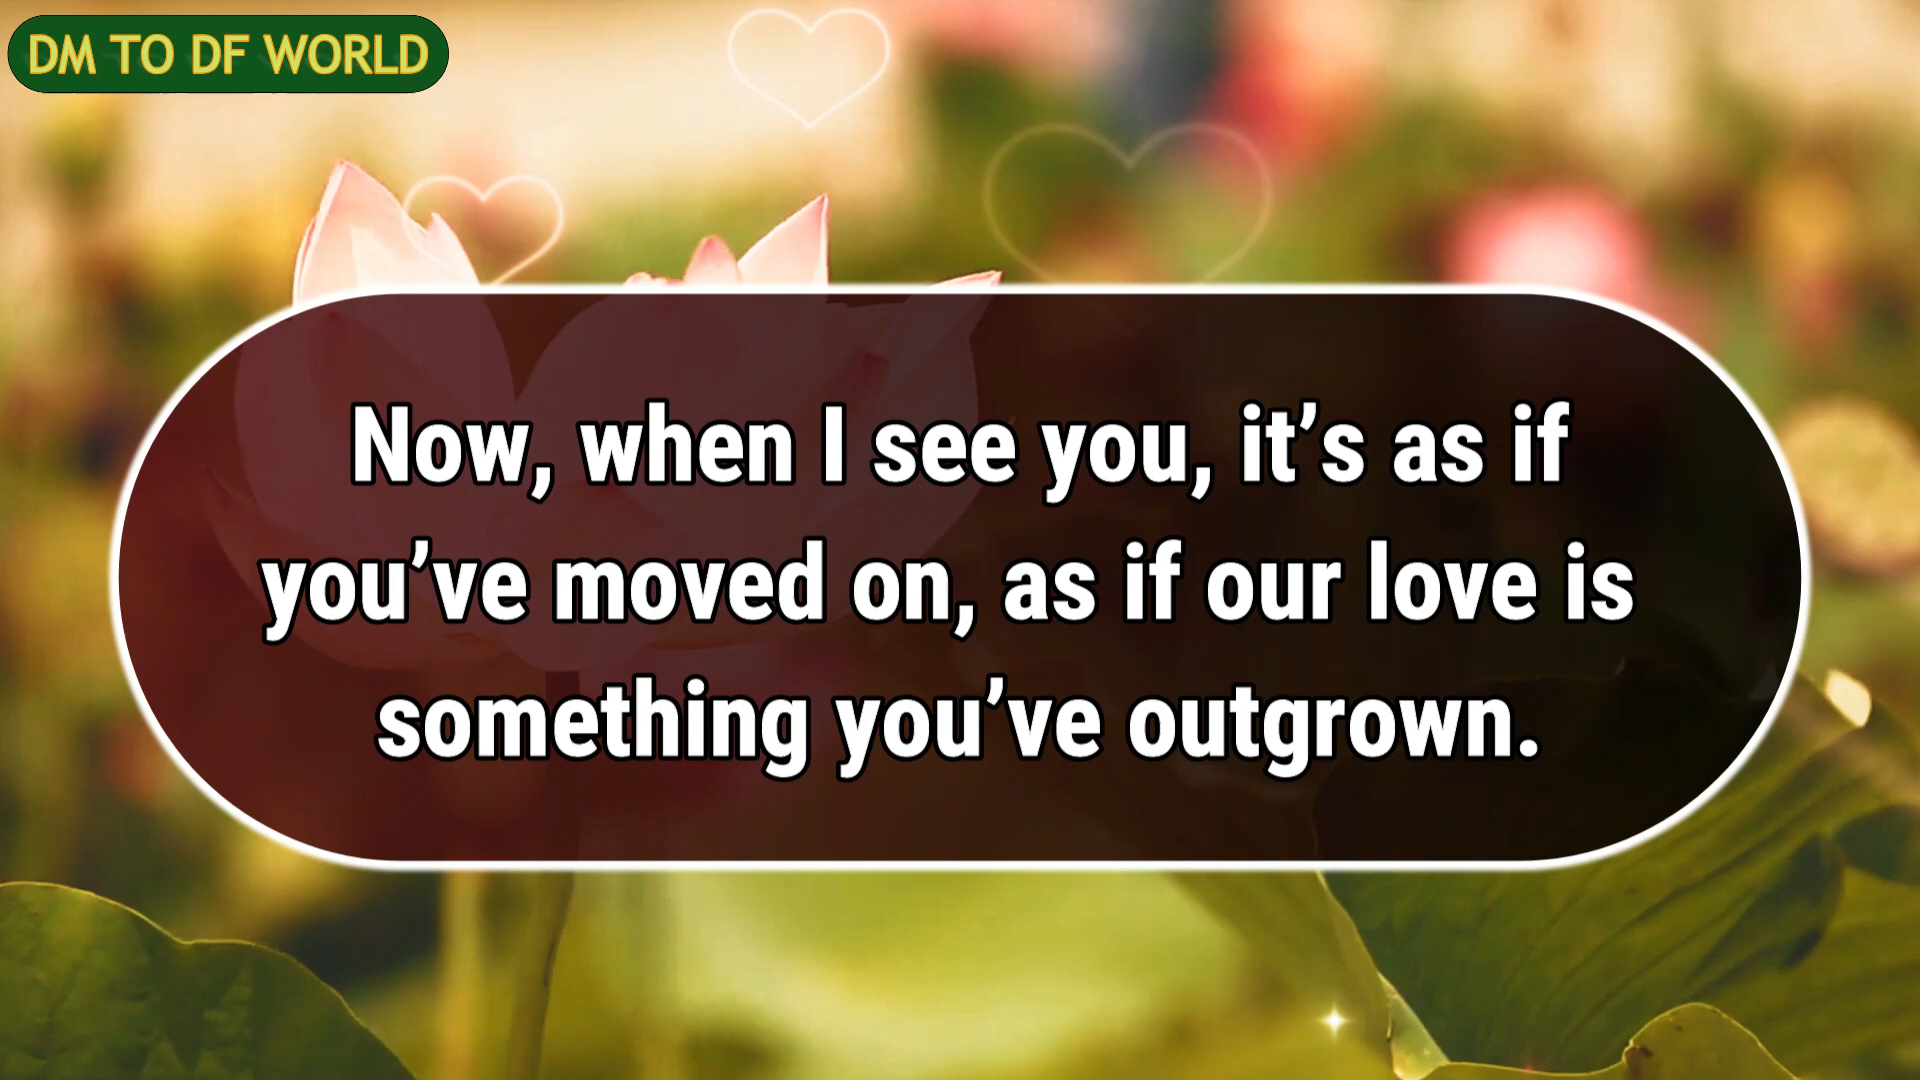 DM TO DF WORLD
Now, when I see you, it’s as if
you’ve moved on, as if our love is
something you’ve outgrown.